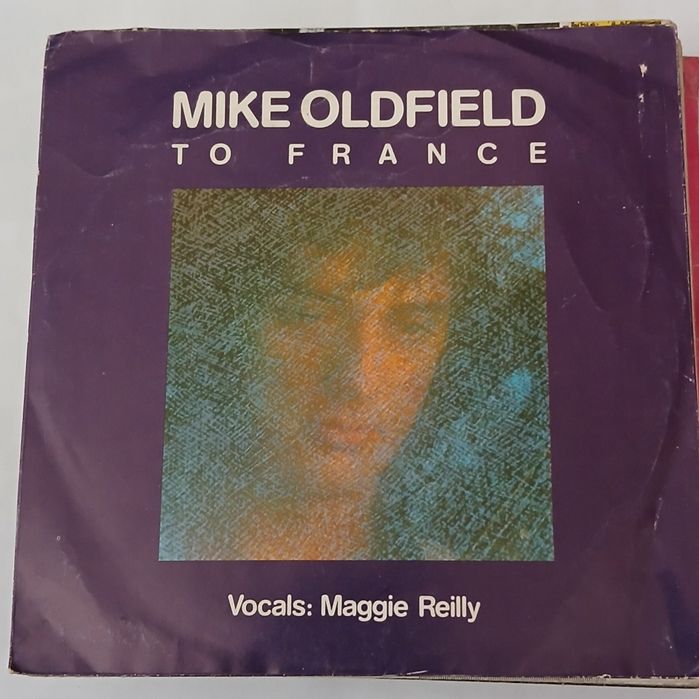 MIKE OLDFIELD
TO FRANCE
Vocals: Maggie Reilly